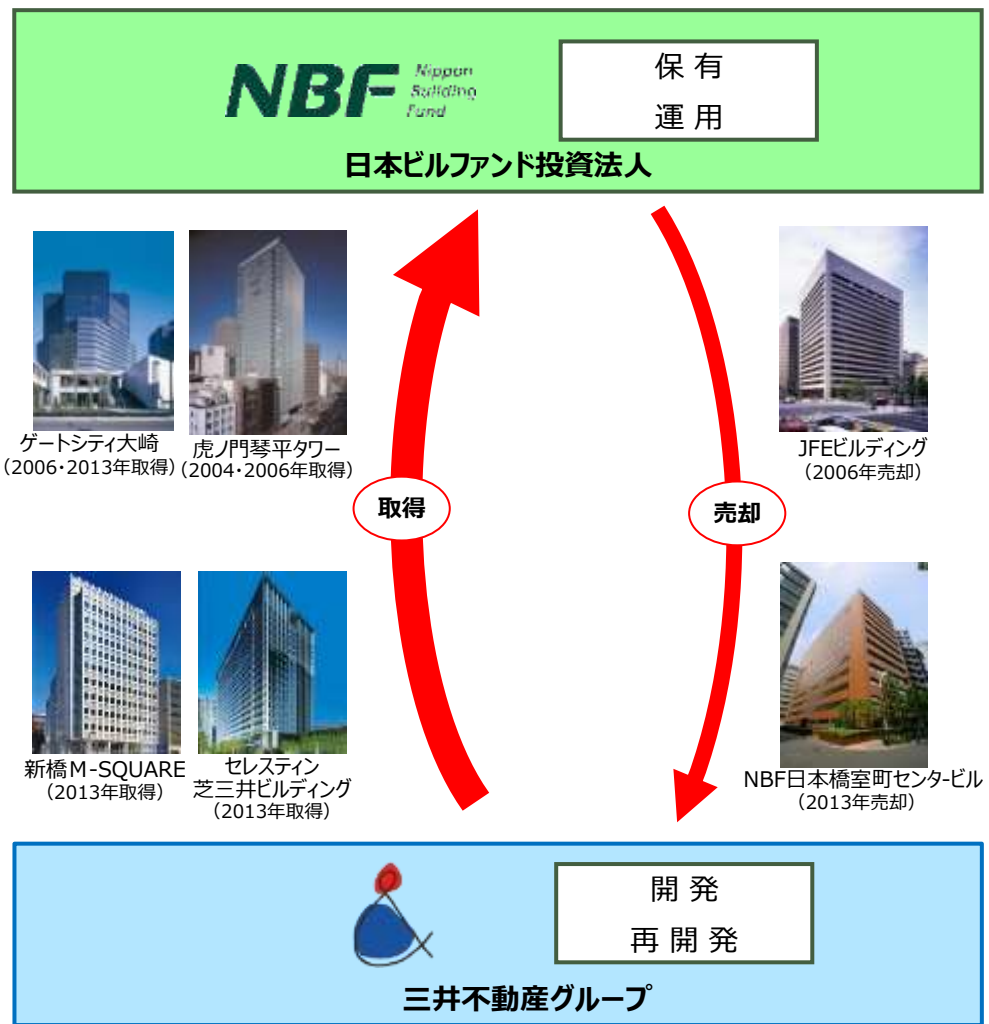 NBF
Nippon
Building
Fund
保有
運用
日本ビルファンド投資法人
ゲートシティ大崎
（2006・2013年取得）
虎ノ門琴平タワー
（2004・2006年取得）
JFEビルディング
（2006年売却）
取得
売却
新橋M-SQUARE
（2013年取得）
セレスティン
芝三井ビルディング
（2013年取得）
NBF日本橋室町センタービル
（2013年売却）
開発
再開発
三井不動産グループ